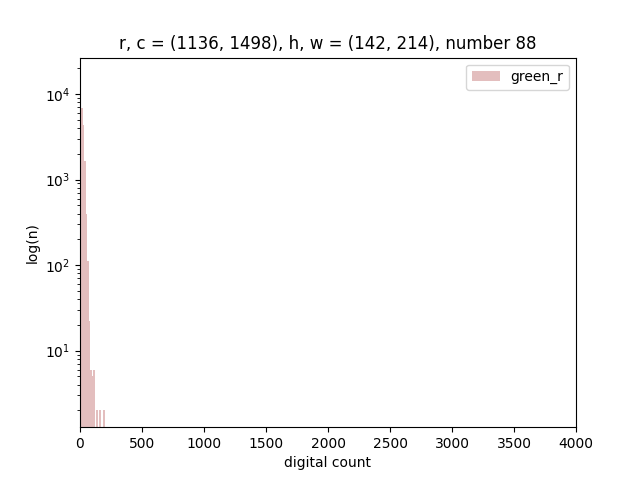 r, c = (1136, 1498), h, w = (142, 214), number 88
green_r
10⁴
10³
10²
10¹
log(n)
0 500 1000 1500 2000 2500 3000 3500 4000
digital count